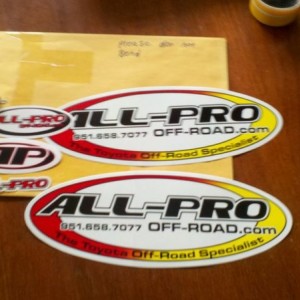 ALL-PRO
951.658.7077 OFF-ROAD.com
The Toyota Off-Road Specialist
ALL-PRO
AP
ALL-PRO
ALL-PRO
951.658.7077 OFF-ROAD.com
The Toyota Off-Road Specialist